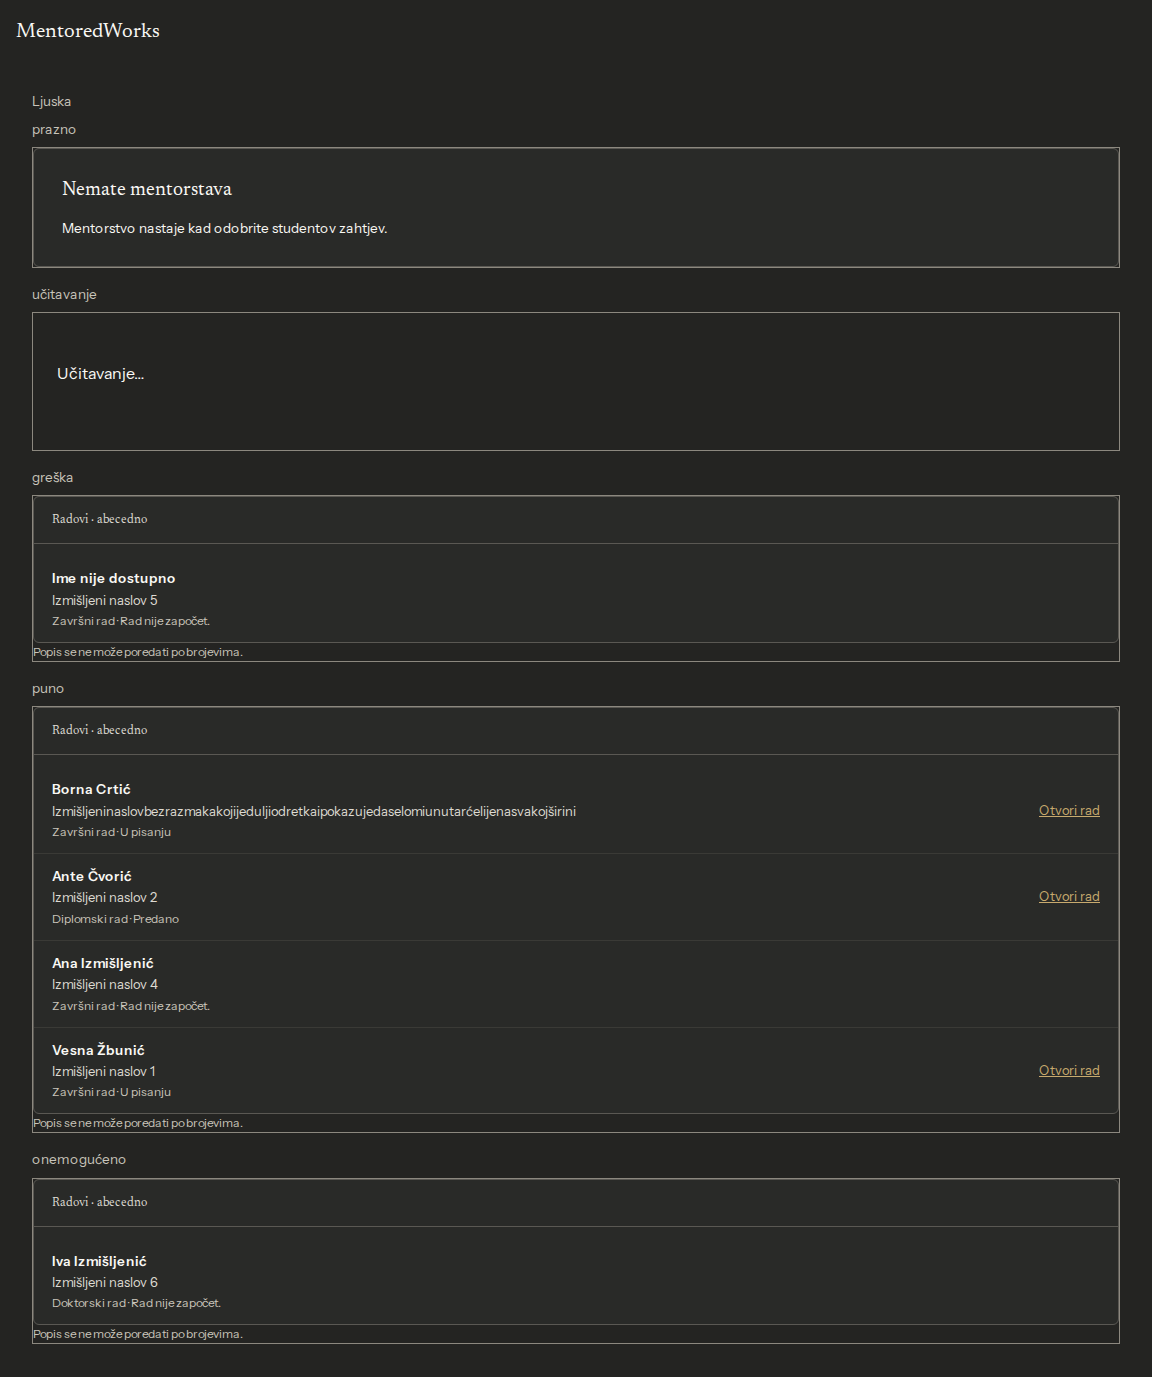 MentoredWorks
Ljuska
prazno
Nemate mentorstava
Mentorstvo nastaje kad odobrite studentov zahtjev.
učitavanje
Učitavanje...
greška
Radovi · abecedno
Ime nije dostupno
Izmišljeni naslov 5
Završni rad · Rad nije započet.
Popis se ne može poredati po brojevima.
puno
Radovi · abecedno
Borna Crtić
Izmišljeninaslovbezrazmakakojijeduljiodretkaipokazujedaselomiunutarćelijenasvakojširini
Otvori rad
Završni rad · U pisanju
Ante Čvorić
Izmišljeni naslov 2
Otvori rad
Diplomski rad · Predano
Ana Izmišljenić
Izmišljeni naslov 4
Završni rad · Rad nije započet.
Vesna Žbunić
Izmišljeni naslov 1
Otvori rad
Završni rad · U pisanju
Popis se ne može poredati po brojevima.
onemogućeno
Radovi · abecedno
Iva Izmišljenić
Izmišljeni naslov 6
Doktorski rad · Rad nije započet.
Popis se ne može poredati po brojevima.